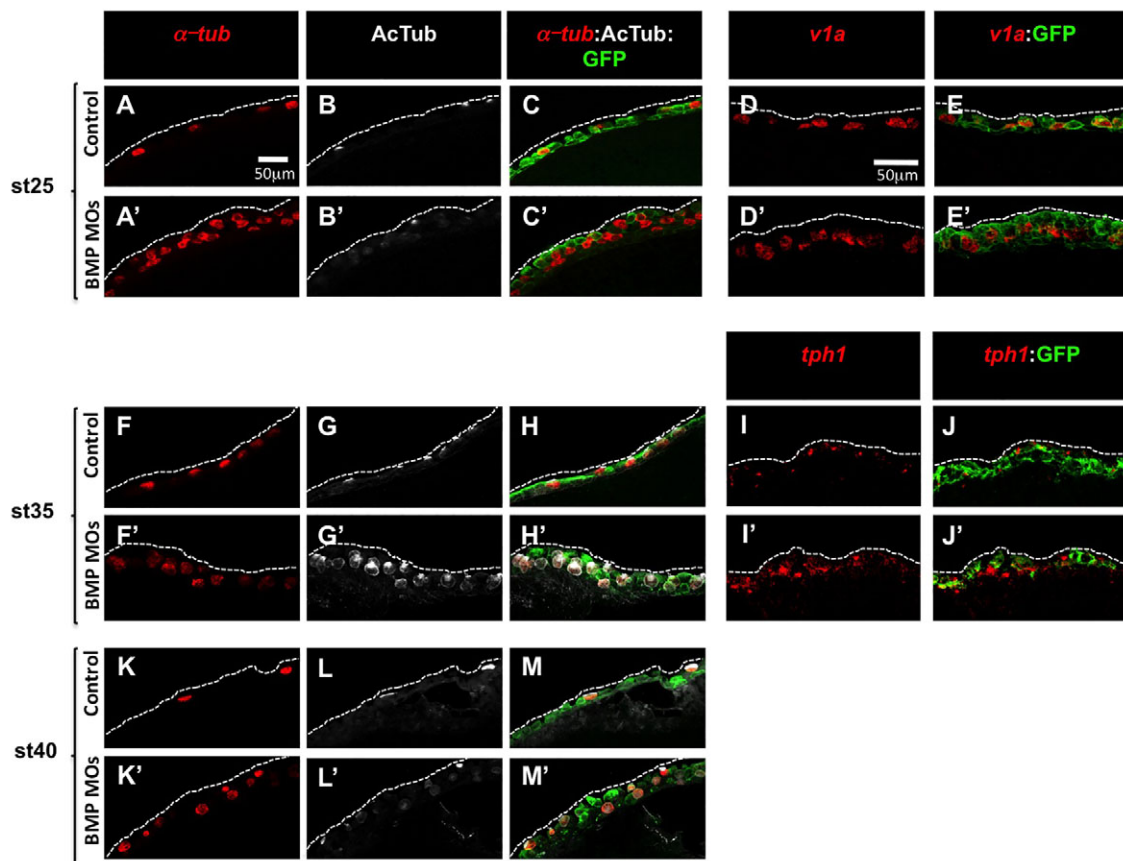 α-tub AcTub α-tub:AcTub: GFP v1a v1a:GFP
st25
Control A B C D E
50μm 50μm
BMP MOs A' B' C' D' E'
tph1 tph1:GFP
st35
Control F G H I J
BMP MOs F' G' H' I' J'
st40
Control K L M
BMP MOs K' L' M'